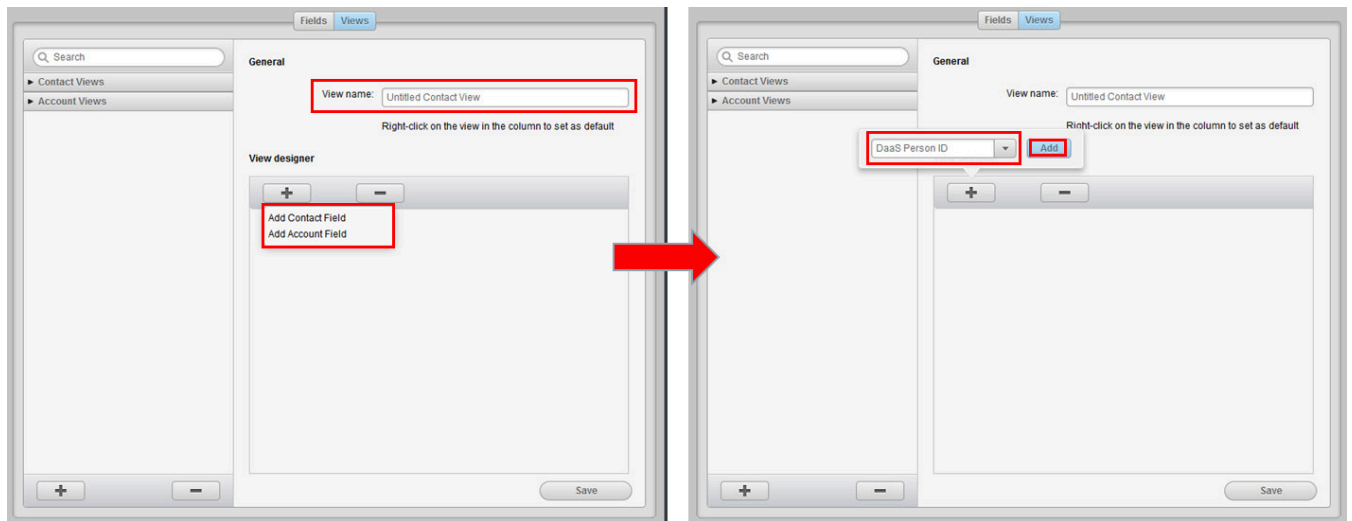 Fields Views
Search
Contact Views
Account Views
General
View name: Untitled Contact View
Right-click on the view in the column to set as default
View designer
Add Contact Field
Add Account Field
Save
Fields Views
Search
Contact Views
Account Views
General
View name: Untitled Contact View
Right-click on the view in the column to set as default
DaaS Person ID Add
Save